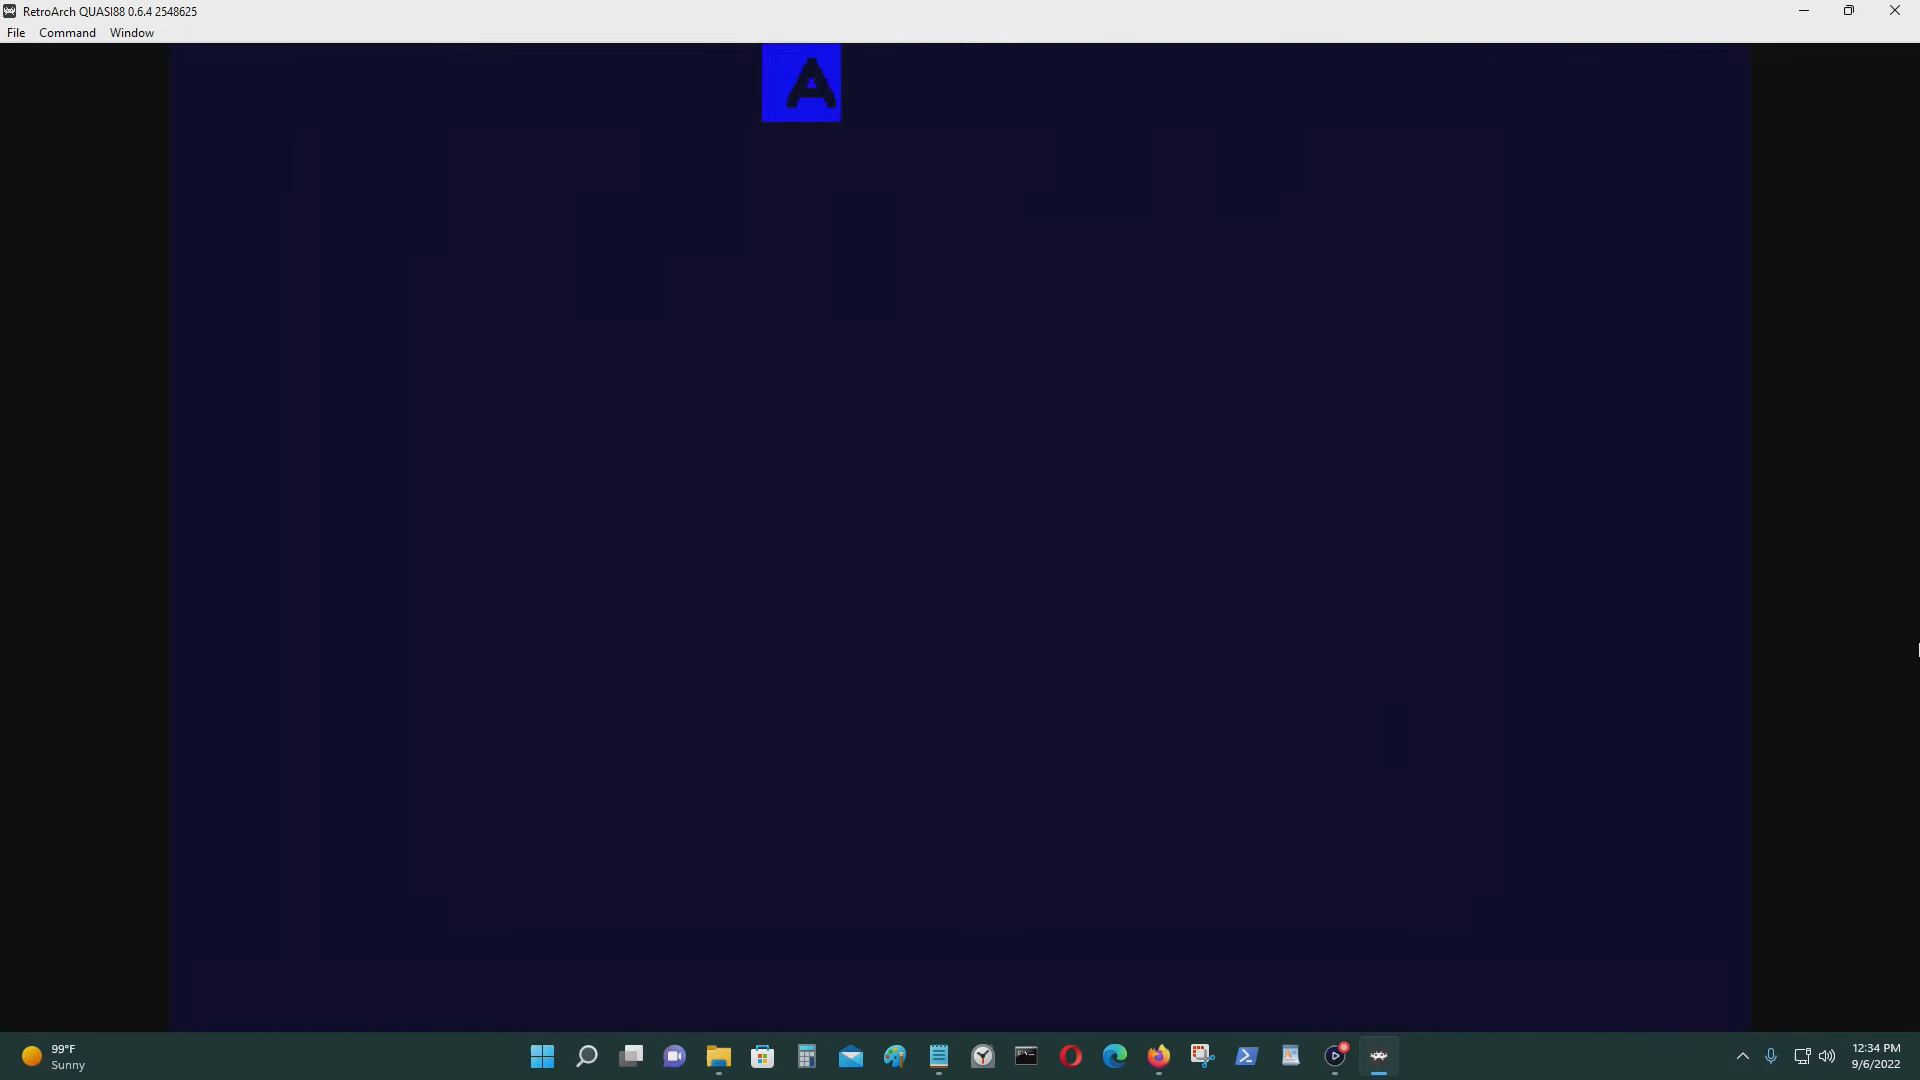 RetroArch QUASI88 0.6.4 2548625
File Command Window
A
99°F
Sunny
12:34 PM
9/6/2022